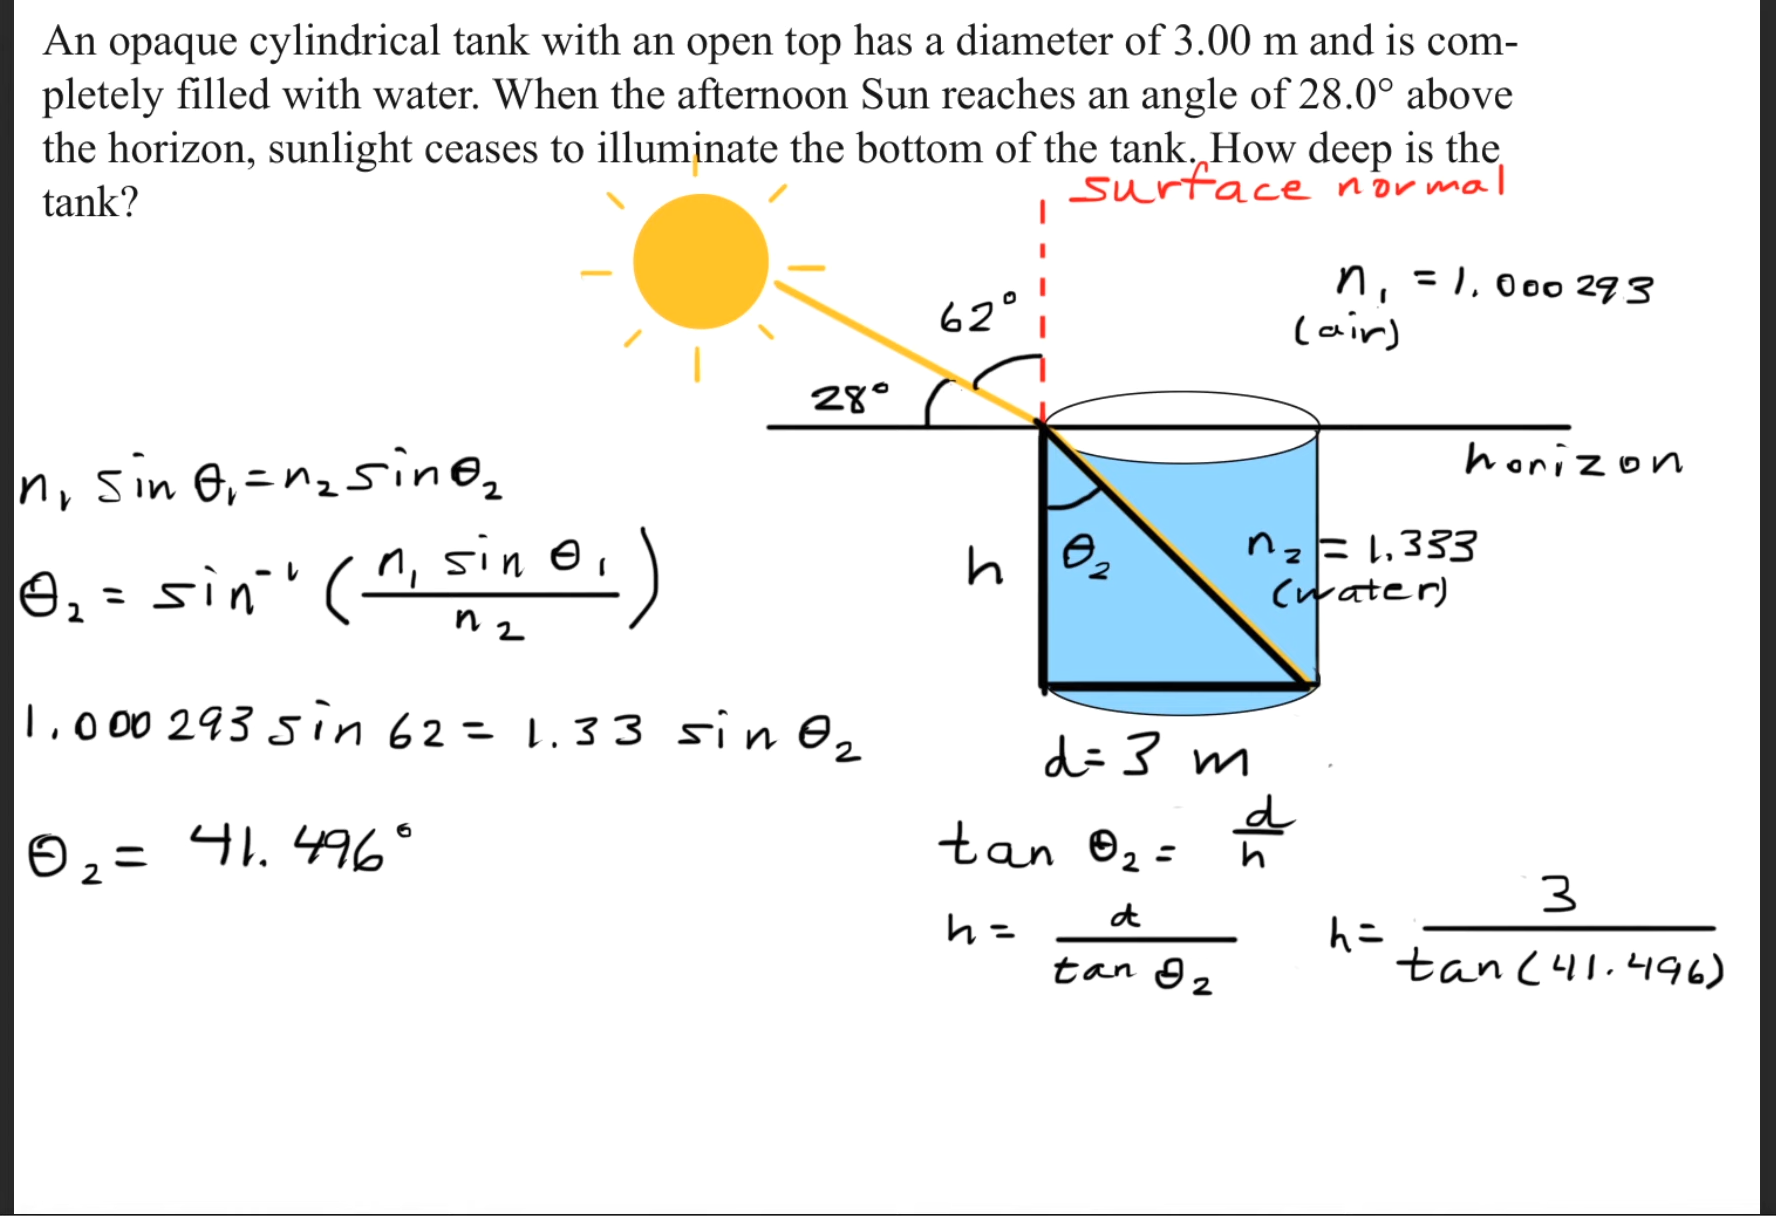 An opaque cylindrical tank with an open top has a diameter of 3.00 m and is com-
pletely filled with water. When the afternoon Sun reaches an angle of 28.0° above
the horizon, sunlight ceases to illuminate the bottom of the tank. How deep is the
tank?
surface normal
n₁ = 1.000293
(air)
62°
28°
horizon
n₁ sin θ₁ = n₂ sin θ₂
θ₂ = sin⁻¹ (n₁ sin θ₁ / n₂)
h
θ₂
n₂ = 1.333
(water)
1.000293 sin 62 = 1.33 sin θ₂
d = 3 m
θ₂ = 41.496°
tan θ₂ = d/h
h = d / tan θ₂
h = 3 / tan(41.496)